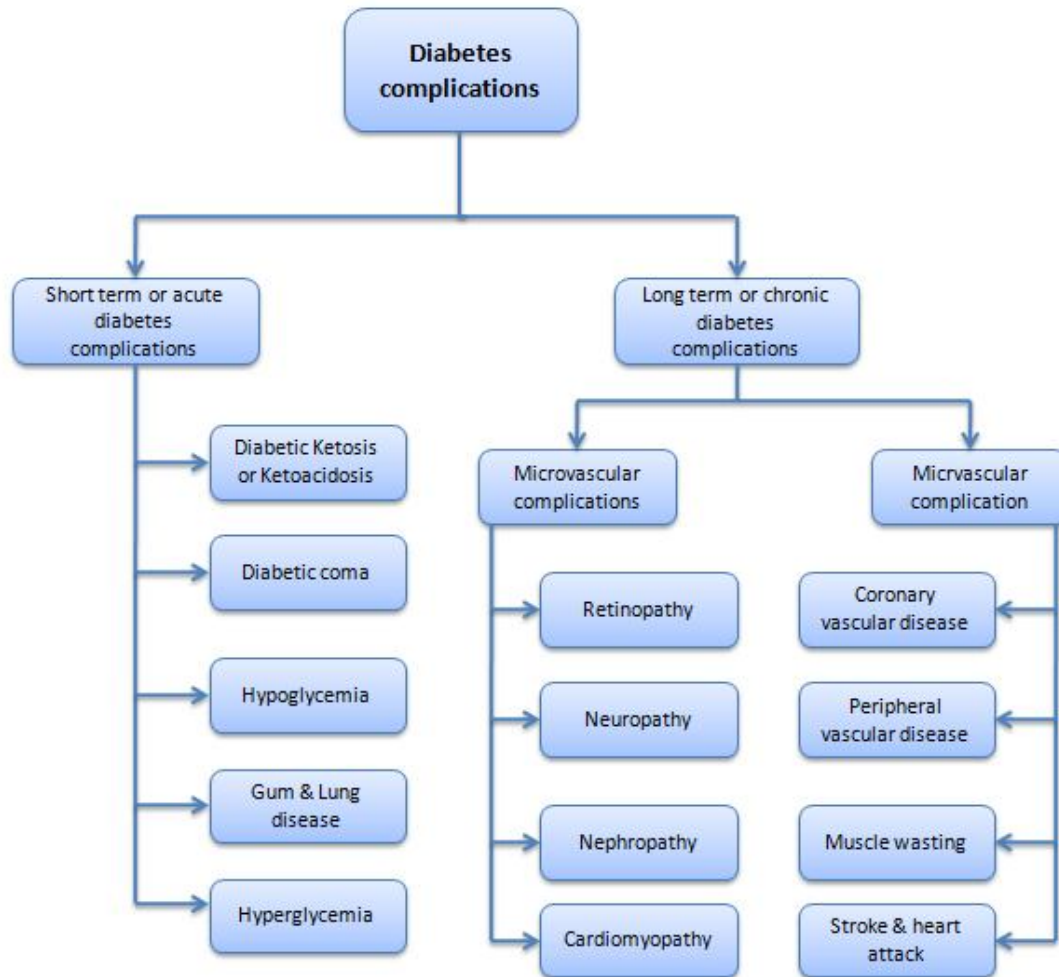 Diabetes
complications
Short term or acute
diabetes
complications
Long term or chronic
diabetes
complications
Diabetic Ketosis
or Ketoacidosis
Diabetic coma
Hypoglycemia
Gum & Lung
disease
Hyperglycemia
Microvascular
complications
Retinopathy
Neuropathy
Nephropathy
Cardiomyopathy
Micrvascular
complication
Coronary
vascular disease
Peripheral
vascular disease
Muscle wasting
Stroke & heart
attack